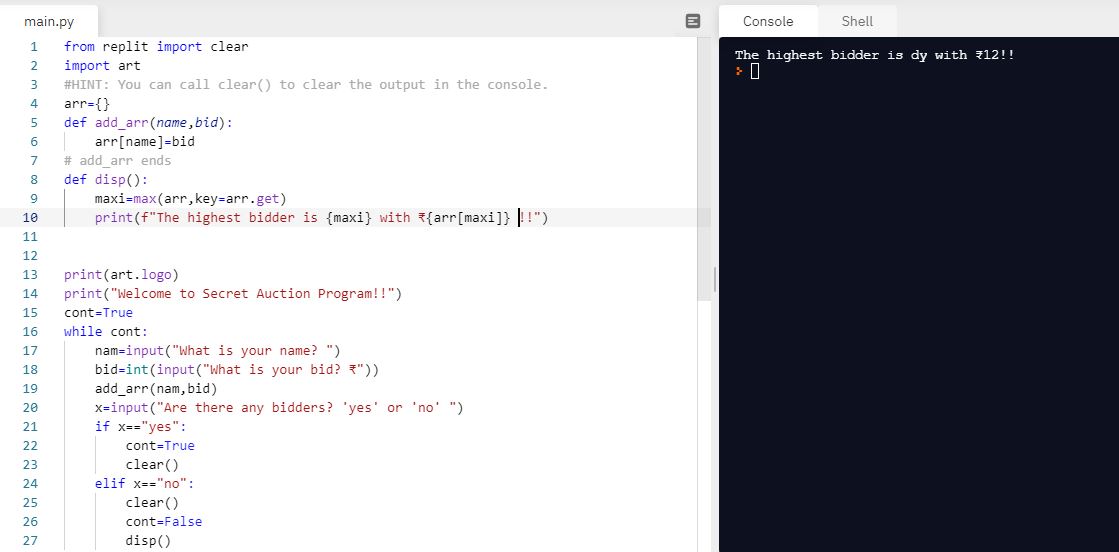 main.py
1 from replit import clear
2 import art
3 #HINT: You can call clear() to clear the output in the console.
4 arr={}
5 def add_arr(name,bid):
6     arr[name]=bid
7 # add_arr ends
8 def disp():
9     maxi=max(arr,key=arr.get)
10     print(f"The highest bidder is {maxi} with ₹{arr[maxi]} !!")
11
12
13 print(art.logo)
14 print("Welcome to Secret Auction Program!!")
15 cont=True
16 while cont:
17     nam=input("What is your name? ")
18     bid=int(input("What is your bid? ₹"))
19     add_arr(nam,bid)
20     x=input("Are there any bidders? 'yes' or 'no' ")
21     if x=="yes":
22         cont=True
23         clear()
24     elif x=="no":
25         clear()
26         cont=False
27         disp()
Console Shell
The highest bidder is dy with ₹12!!
>